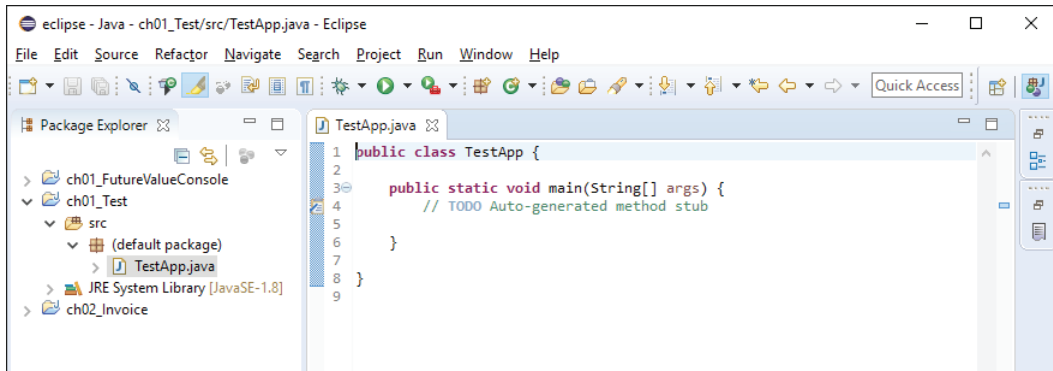 eclipse - Java - ch01_Test/src/TestApp.java - Eclipse
File Edit Source Refactor Navigate Search Project Run Window Help
Quick Access
Package Explorer
TestApp.java
ch01_FutureValueConsole
ch01_Test
src
(default package)
TestApp.java
JRE System Library [JavaSE-1.8]
ch02_Invoice
1 public class TestApp {
2
3 public static void main(String[] args) {
4 // TODO Auto-generated method stub
5
6 }
7
8 }
9